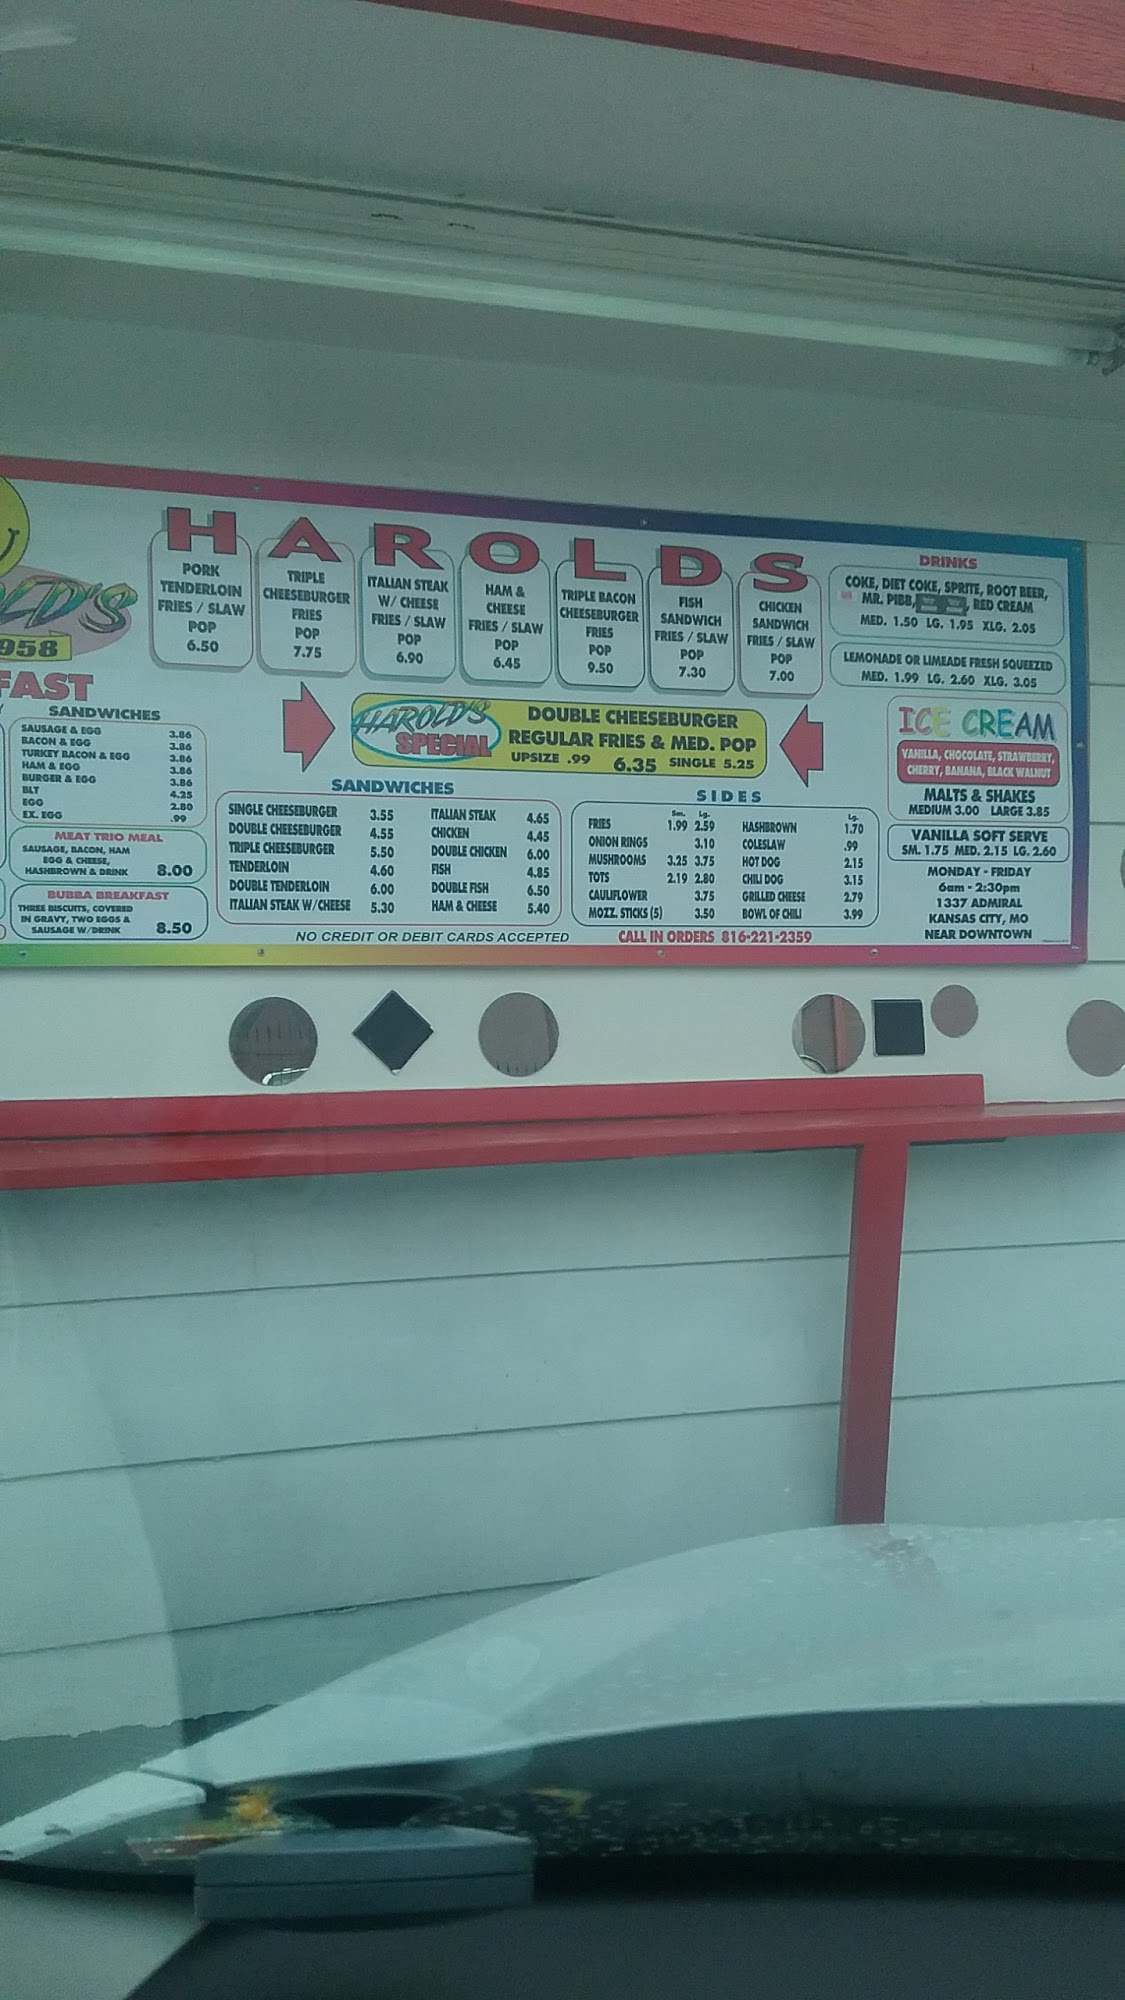 H A R O L D S
PORK
TENDERLOIN
FRIES / SLAW
POP
6.50
TRIPLE
CHEESEBURGER
FRIES
POP
7.75
ITALIAN STEAK
W/ CHEESE
FRIES / SLAW
POP
6.90
HAM &
CHEESE
FRIES / SLAW
POP
6.45
TRIPLE BACON
CHEESEBURGER
FRIES
POP
9.50
FISH
SANDWICH
FRIES / SLAW
POP
7.30
CHICKEN
SANDWICH
FRIES / SLAW
POP
7.00
DRINKS
COKE, DIET COKE, SPRITE, ROOT BEER,
MR. PIBB, RED CREAM
MED. 1.50 LG. 1.95 XLG. 2.05
LEMONADE OR LIMEADE FRESH SQUEEZED
MED. 1.99 LG. 2.60 XLG. 3.05
OLD'S
958
FAST
SANDWICHES
SAUSAGE & EGG 3.86
BACON & EGG 3.86
TURKEY BACON & EGG 3.86
HAM & EGG 3.86
BURGER & EGG 3.86
BLT 4.25
EGG 2.80
EX. EGG .99
MEAT TRIO MEAL
SAUSAGE, BACON, HAM
EGG & CHEESE,
HASHBROWN & DRINK 8.00
BUBBA BREAKFAST
THREE BISCUITS, COVERED
IN GRAVY, TWO EGGS &
SAUSAGE W/DRINK 8.50
HAROLD'S
SPECIAL
DOUBLE CHEESEBURGER
REGULAR FRIES & MED. POP
UPSIZE .99 6.35 SINGLE 5.25
SANDWICHES
SINGLE CHEESEBURGER 3.55 ITALIAN STEAK 4.65
DOUBLE CHEESEBURGER 4.55 CHICKEN 4.45
TRIPLE CHEESEBURGER 5.50 DOUBLE CHICKEN 6.00
TENDERLOIN 4.60 FISH 4.85
DOUBLE TENDERLOIN 6.00 DOUBLE FISH 6.50
ITALIAN STEAK W/CHEESE 5.30 HAM & CHEESE 5.40
SIDES
Sm. Lg. Lg.
FRIES 1.99 2.59 HASHBROWN 1.70
ONION RINGS 3.10 COLESLAW .99
MUSHROOMS 3.25 3.75 HOT DOG 2.15
TOTS 2.19 2.80 CHILI DOG 3.15
CAULIFLOWER 3.75 GRILLED CHEESE 2.79
MOZZ. STICKS (5) 3.50 BOWL OF CHILI 3.99
ICE CREAM
VANILLA, CHOCOLATE, STRAWBERRY,
CHERRY, BANANA, BLACK WALNUT
MALTS & SHAKES
MEDIUM 3.00 LARGE 3.85
VANILLA SOFT SERVE
SM. 1.75 MED. 2.15 LG. 2.60
MONDAY - FRIDAY
6am - 2:30pm
1337 ADMIRAL
KANSAS CITY, MO
NEAR DOWNTOWN
NO CREDIT OR DEBIT CARDS ACCEPTED
CALL IN ORDERS 816-221-2359